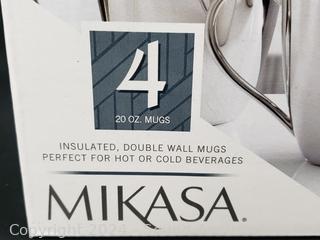 4
20 OZ. MUGS
INSULATED, DOUBLE WALL MUGS
PERFECT FOR HOT OR COLD BEVERAGES
MIKASA.